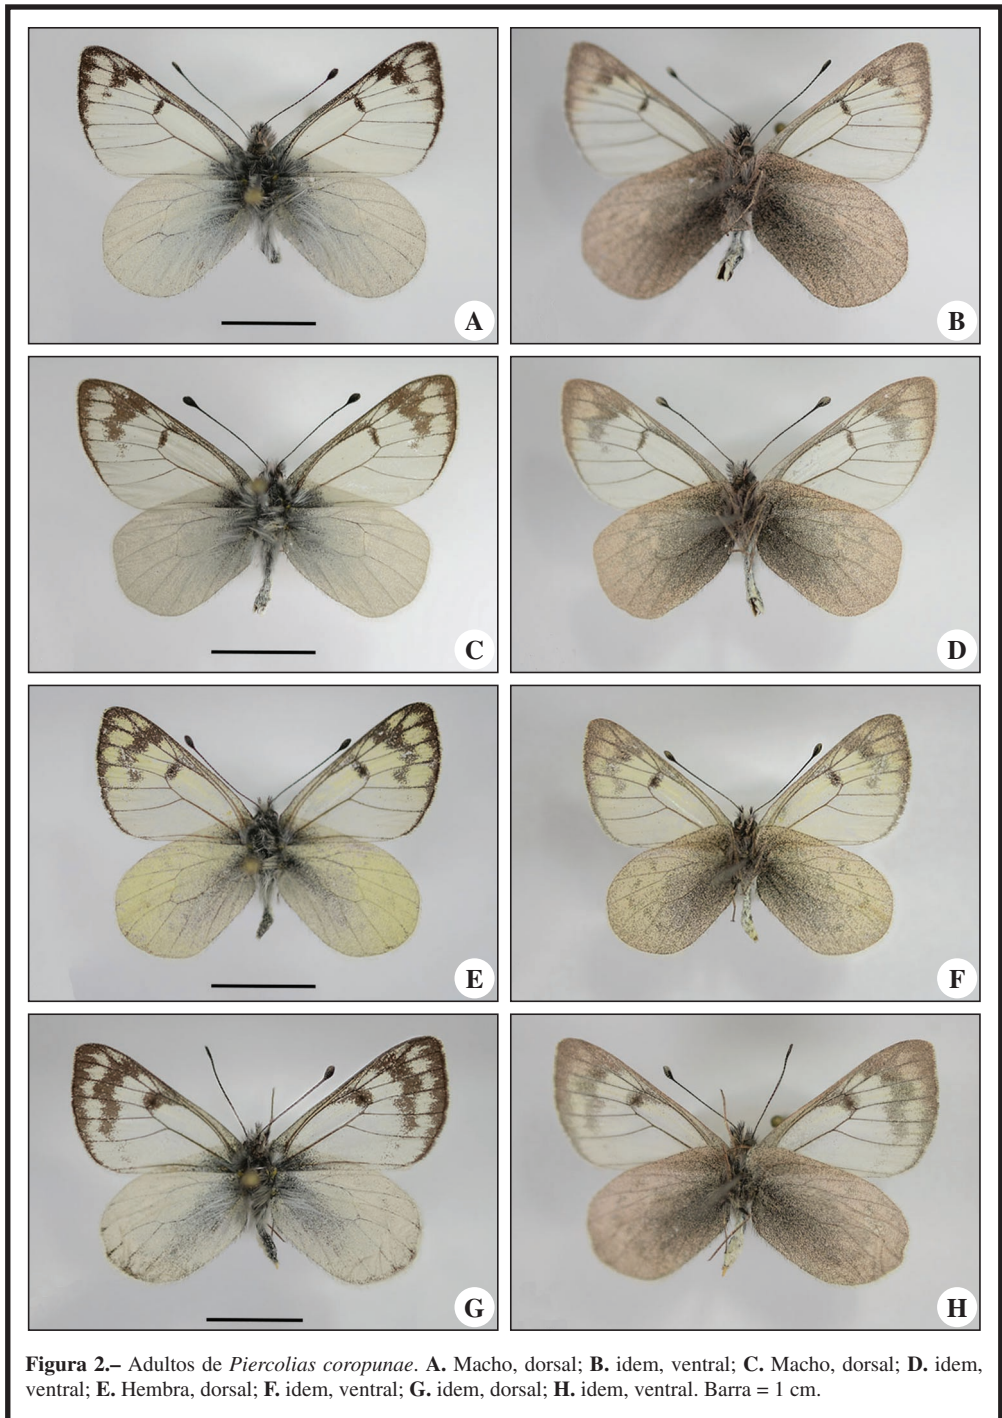 A
B
C
D
E
F
G
H
Figura 2.– Adultos de Piercolias coropunae. A. Macho, dorsal; B. idem, ventral; C. Macho, dorsal; D. idem,
ventral; E. Hembra, dorsal; F. idem, ventral; G. idem, dorsal; H. idem, ventral. Barra = 1 cm.